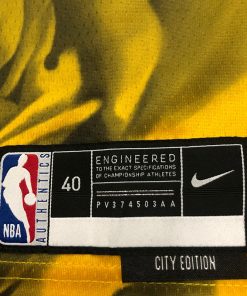 NBA
AUTHENTICS
40
ENGINEERED
TO THE EXACT SPECIFICATIONS
OF CHAMPIONSHIP ATHLETES
PV374503AA
CITY EDITION